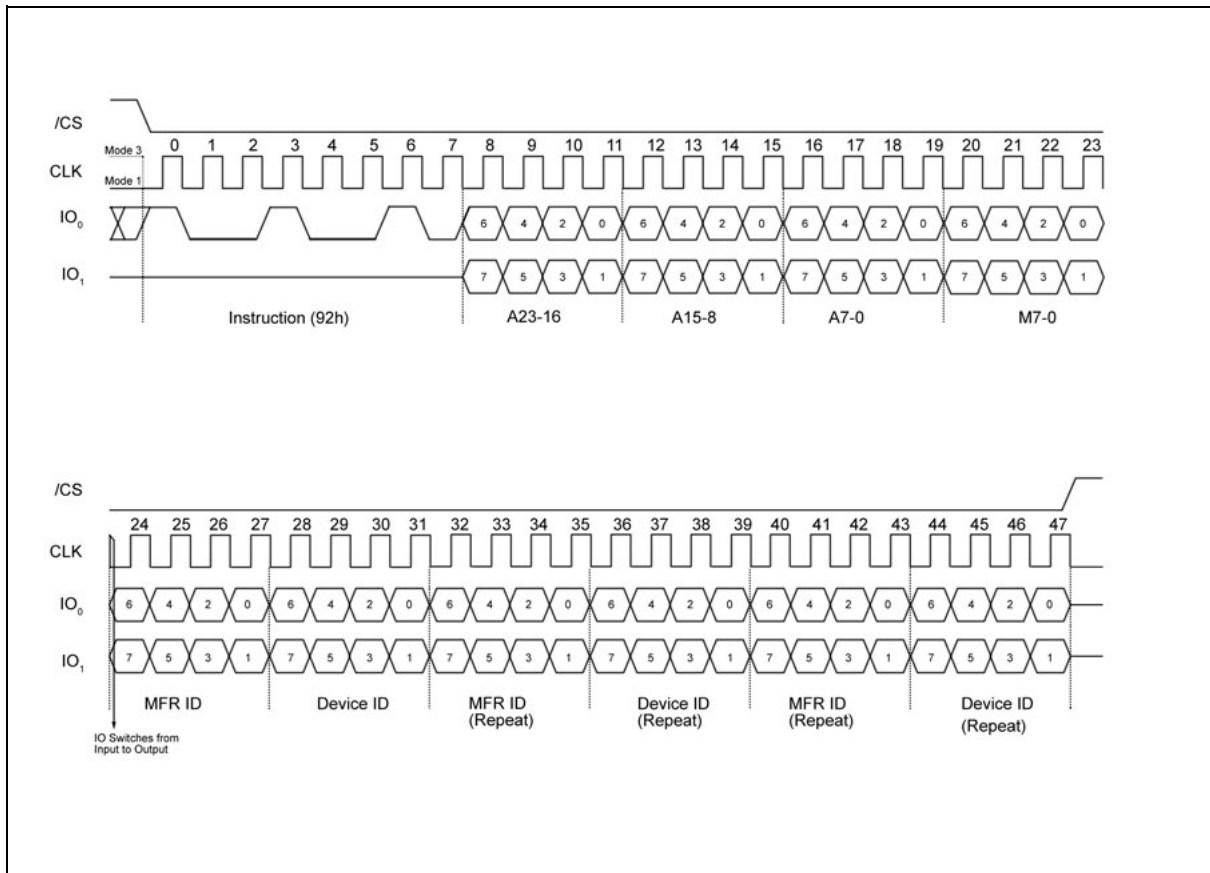 /CS
0 1 2 3 4 5 6 7 8 9 10 11 12 13 14 15 16 17 18 19 20 21 22 23
Mode 3
CLK
Mode 1
IO0 6 4 2 0 6 4 2 0 6 4 2 0 6 4 2 0
IO1 7 5 3 1 7 5 3 1 7 5 3 1 7 5 3 1
Instruction (92h) A23-16 A15-8 A7-0 M7-0
/CS
24 25 26 27 28 29 30 31 32 33 34 35 36 37 38 39 40 41 42 43 44 45 46 47
CLK
IO0 6 4 2 0 6 4 2 0 6 4 2 0 6 4 2 0 6 4 2 0 6 4 2 0
IO1 7 5 3 1 7 5 3 1 7 5 3 1 7 5 3 1 7 5 3 1 7 5 3 1
MFR ID Device ID MFR ID Device ID MFR ID Device ID
(Repeat) (Repeat) (Repeat) (Repeat)
IO Switches from
Input to Output